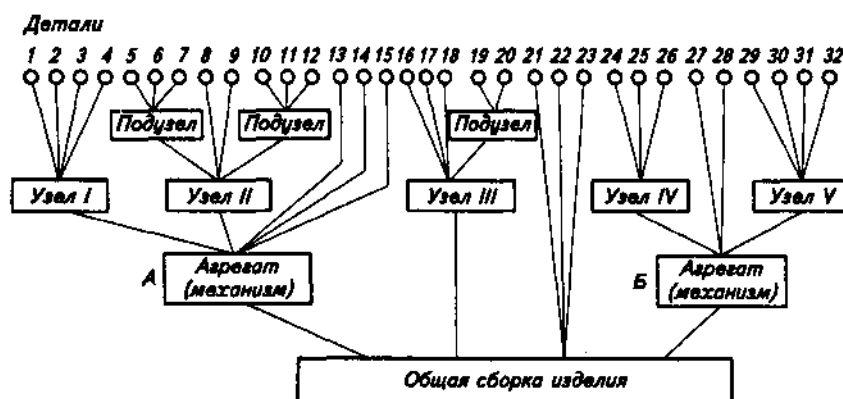 Детали
1 2 3 4 5 6 7 8 9 10 11 12 13 14 15 16 17 18 19 20 21 22 23 24 25 26 27 28 29 30 31 32
Подузел Подузел Подузел
Узел I Узел II Узел III Узел IV Узел V
А Агрегат (механизм) Б Агрегат (механизм)
Общая сборка изделия